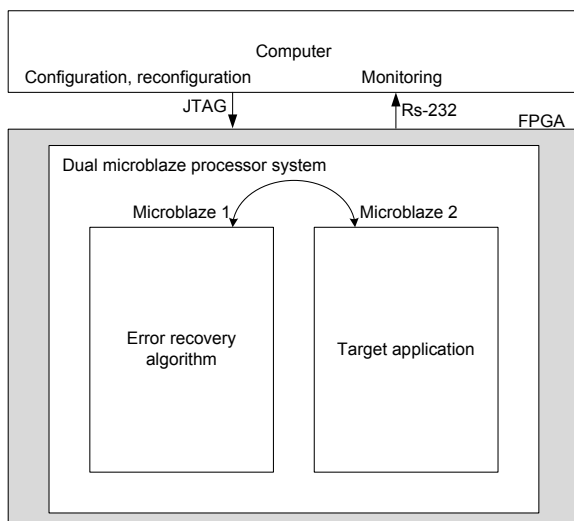 Computer
Configuration, reconfiguration
Monitoring
JTAG
Rs-232
FPGA
Dual microblaze processor system
Microblaze 1
Microblaze 2
Error recovery
algorithm
Target application